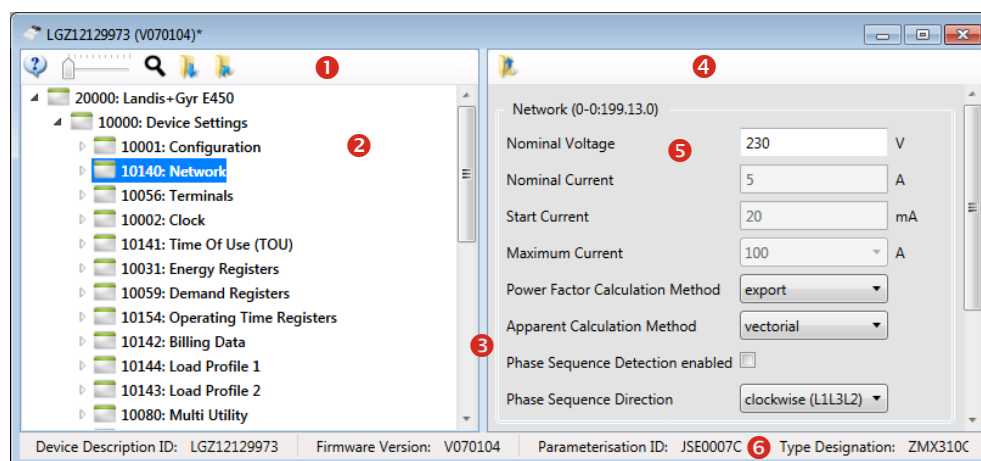 LGZ12129973 (V070104)*
1
4
20000: Landis+Gyr E450
10000: Device Settings
10001: Configuration
2
10140: Network
10056: Terminals
10002: Clock
10141: Time Of Use (TOU)
10031: Energy Registers
10059: Demand Registers
10154: Operating Time Registers
10142: Billing Data
10144: Load Profile 1
10143: Load Profile 2
10080: Multi Utility
3
Network (0-0:199.13.0)
Nominal Voltage 5 230 V
Nominal Current 5 A
Start Current 20 mA
Maximum Current 100 A
Power Factor Calculation Method export
Apparent Calculation Method vectorial
Phase Sequence Detection enabled
Phase Sequence Direction clockwise (L1L3L2)
Device Description ID: LGZ12129973 Firmware Version: V070104 Parameterisation ID: JSE0007C 6 Type Designation: ZMX310C